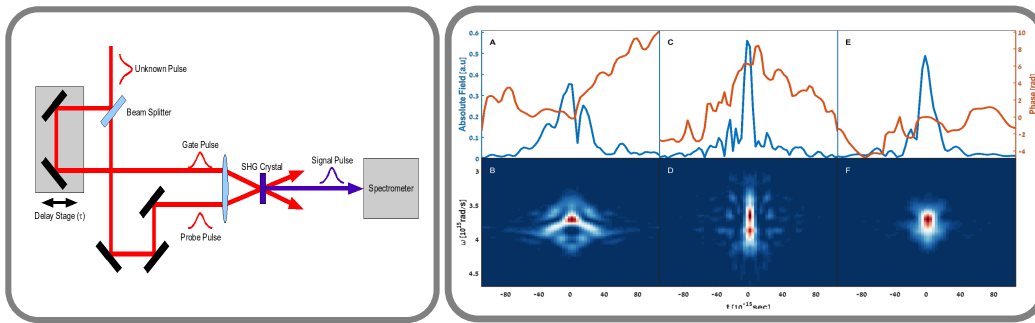 Unknown Pulse
Beam Splitter
Gate Pulse
SHG Crystal
Signal Pulse
Spectrometer
Delay Stage (τ)
Probe Pulse
A
C
E
0.6
0.5
0.4
0.3
0.2
0.1
0
Absolute Field [a.u]
10
8
6
4
2
0
-2
-4
Phase [rad]
B
D
F
3
3.5
4
4.5
ω [10¹⁵rad/s]
-80 -40 0 40 80 -80 -40 0 40 80 -80 -40 0 40 80
t [10⁻¹⁵sec]